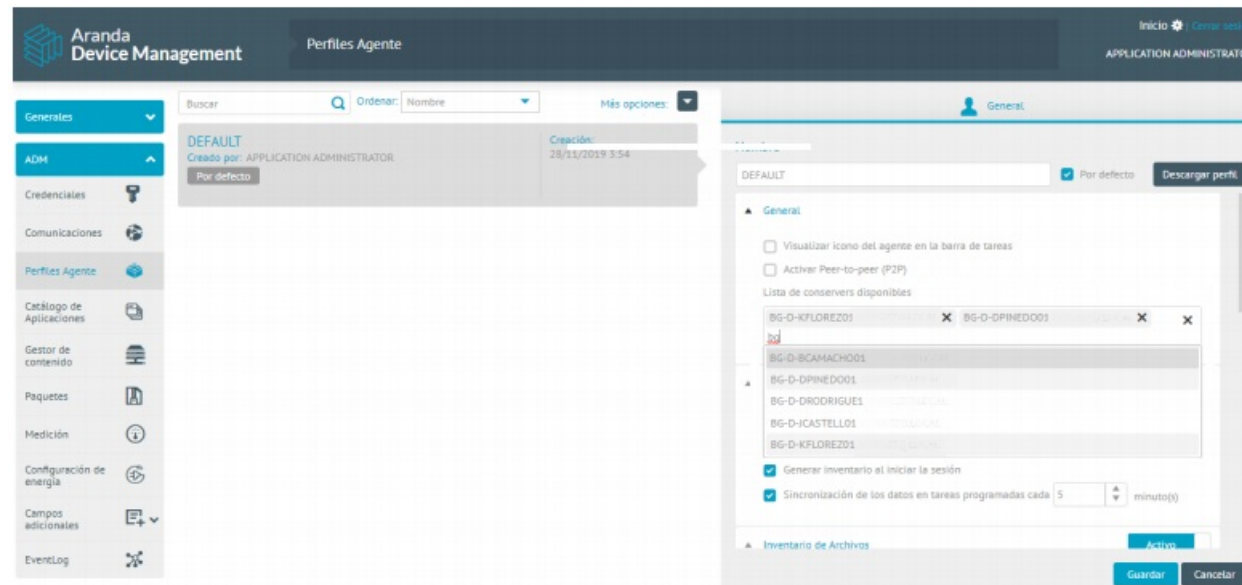 Aranda
Device Management
Perfiles Agente
Inicio
APPLICATION ADMINISTRAT
Generales
ADM
Credenciales
Comunicaciones
Perfiles Agente
Catálogo de
Aplicaciones
Gestor de
contenido
Paquetes
Medición
Configuración de
energía
Campos
adicionales
EventLog
Buscar
Ordenar: Nombre
Más opciones:
DEFAULT
Creado por: APPLICATION ADMINISTRATOR
Por defecto
Creación:
28/11/2019 3:54
General
DEFAULT
Por defecto
Descargar perfil
General
Visualizar icono del agente en la barra de tareas
Activar Peer-to-peer (P2P)
Lista de conservers disponibles
BG-D-KFLOREZ01 BG-D-DPINEDO01
bg
BG-D-BCAMACHO01
BG-D-DPINEDO01
BG-D-DRODRIGUE1
BG-D-JCASTELL01
BG-D-KFLOREZ01
Generar inventario al iniciar la sesión
Sincronización de los datos en tareas programadas cada 5 minuto(s)
Inventario de Archivos
Activo
Guardar
Cancelar